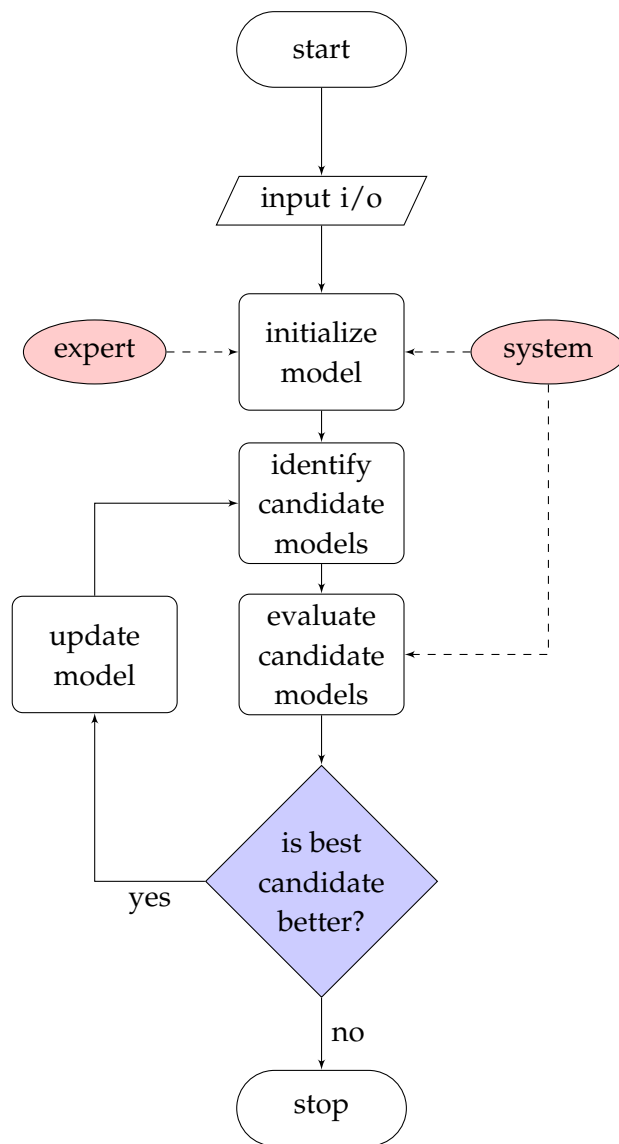 start
input i/o
expert
initialize
model
system
identify
candidate
models
update
model
evaluate
candidate
models
is best
candidate
better?
yes
no
stop